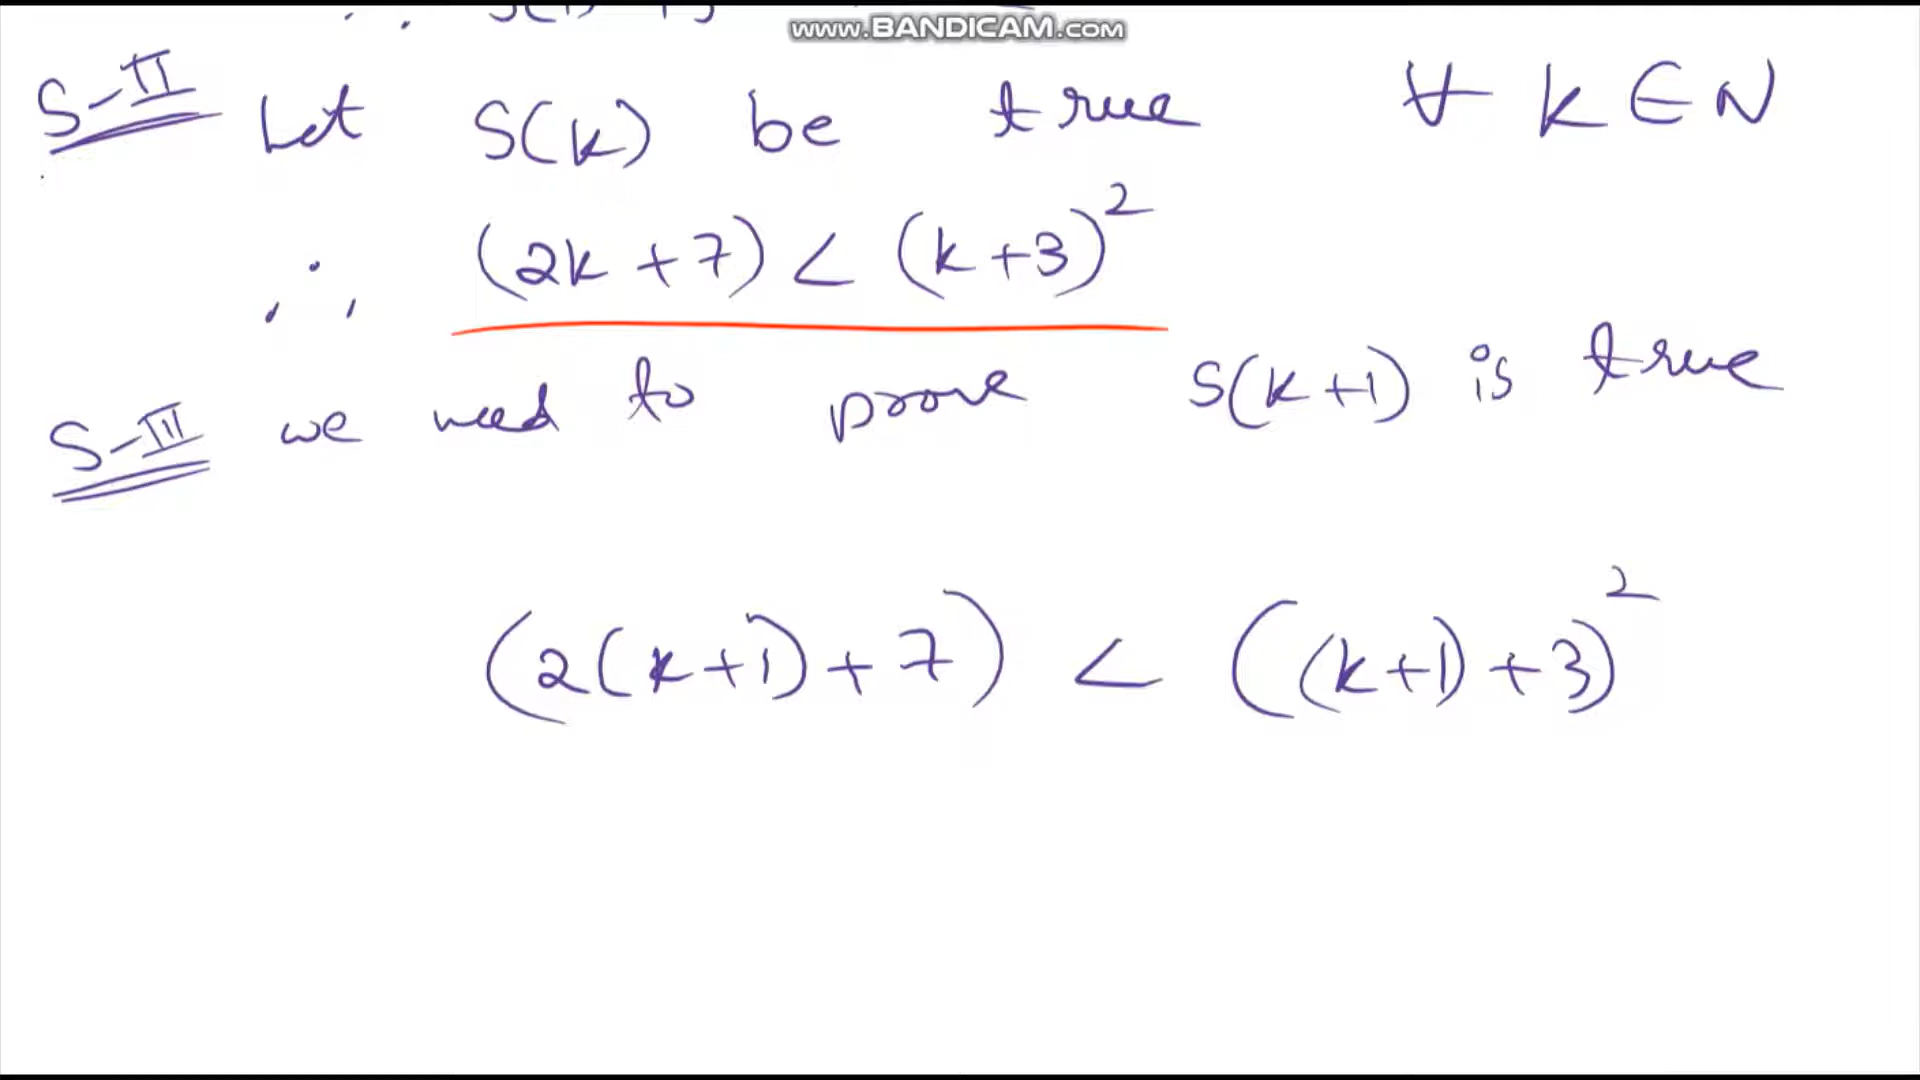 www.BANDICAM.com
S-II Let S(k) be true ∀ k ∈ N
∴ (2k+7) < (k+3)²
S-III we need to prove S(k+1) is true
(2(k+1)+7) < ((k+1)+3)²